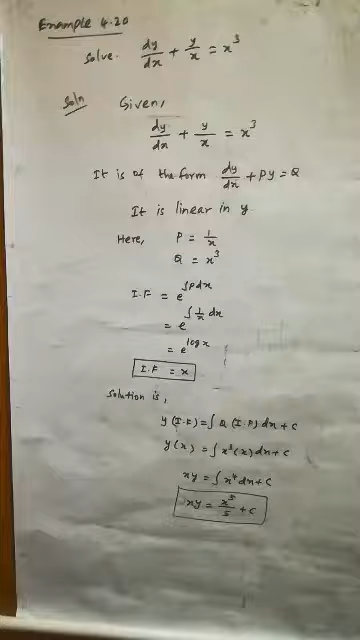 Example 4.20
Solve. dy/dx + y/x = x³
Soln Given,
dy/dx + y/x = x³
It is of the form dy/dx + Py = Q
It is linear in y
Here, P = 1/x
Q = x³
I.F = e^∫pdx
= e^∫1/x dx
= e^logx
I.F = x
Solution is,
y (I.F) = ∫ Q (I.F) dx + c
y(x) = ∫ x³(x) dx + c
xy = ∫ x⁴ dx + c
xy = x⁵/5 + c